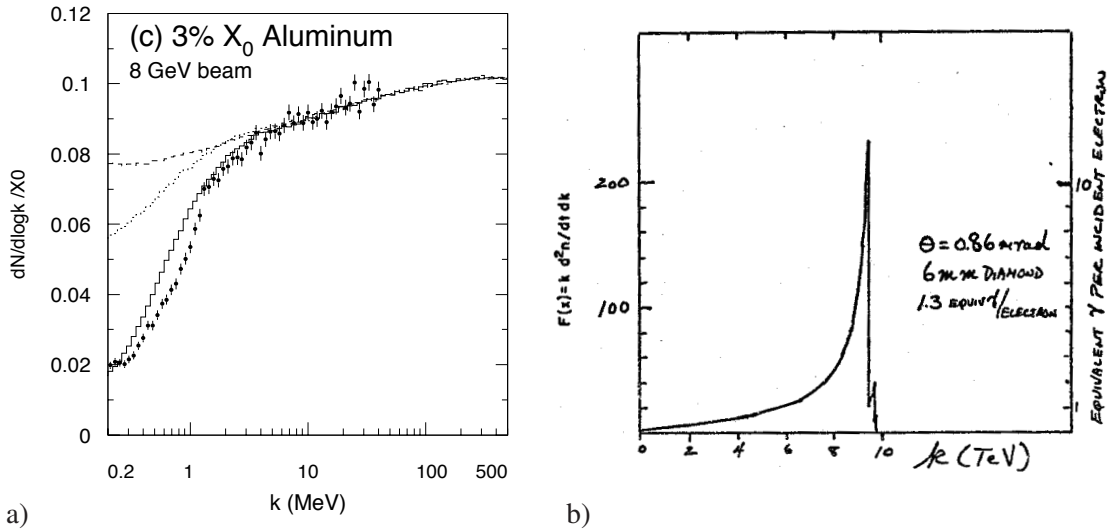 (c) 3% X₀ Aluminum
8 GeV beam
dN/dlogk /X0
0.12
0.1
0.08
0.06
0.04
0.02
0
0.2
1
10
100
500
k (MeV)
a)
F(x) = k d²n/dt dk
200
100
0
2
4
6
8
10
k (TeV)
θ = 0.86 mrad
6 mm DIAMOND
1.3 EQUIV γ/ELECTRON
10
1
EQUIVALENT γ PER INCIDENT ELECTRON
b)